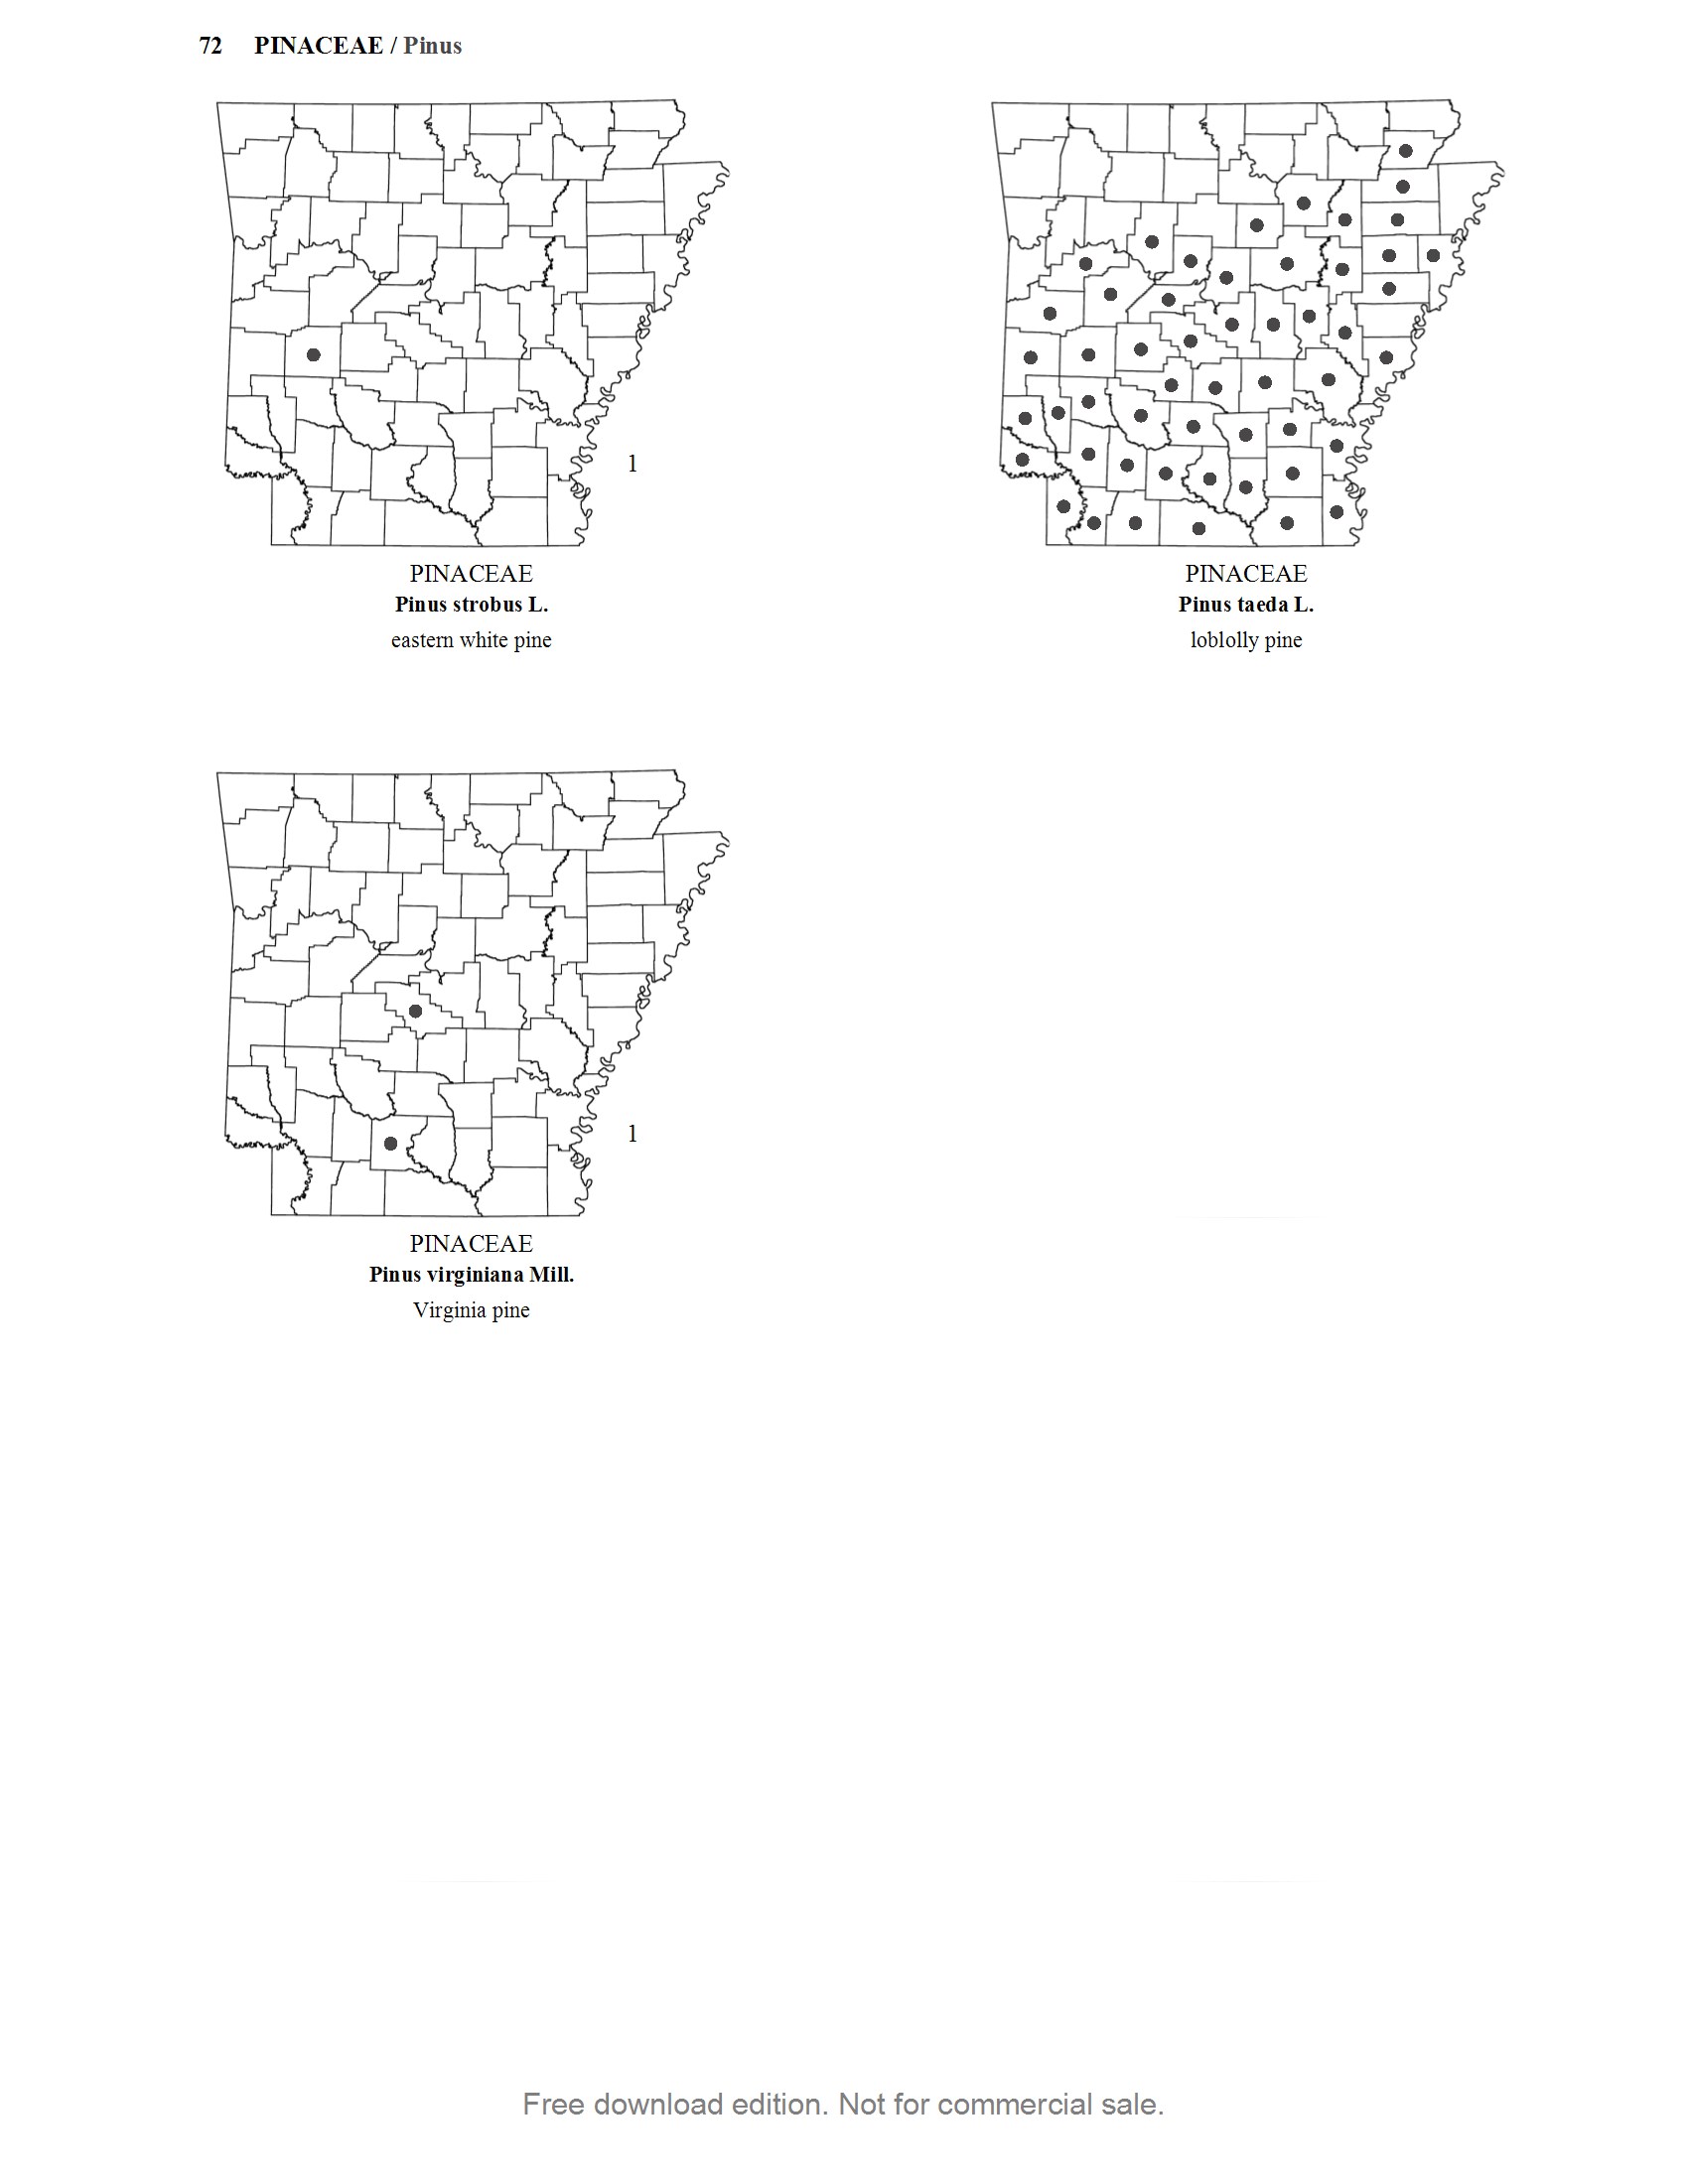 72 PINACEAE / Pinus
1
PINACEAE
Pinus strobus L.
eastern white pine
PINACEAE
Pinus taeda L.
loblolly pine
1
PINACEAE
Pinus virginiana Mill.
Virginia pine
Free download edition. Not for commercial sale.